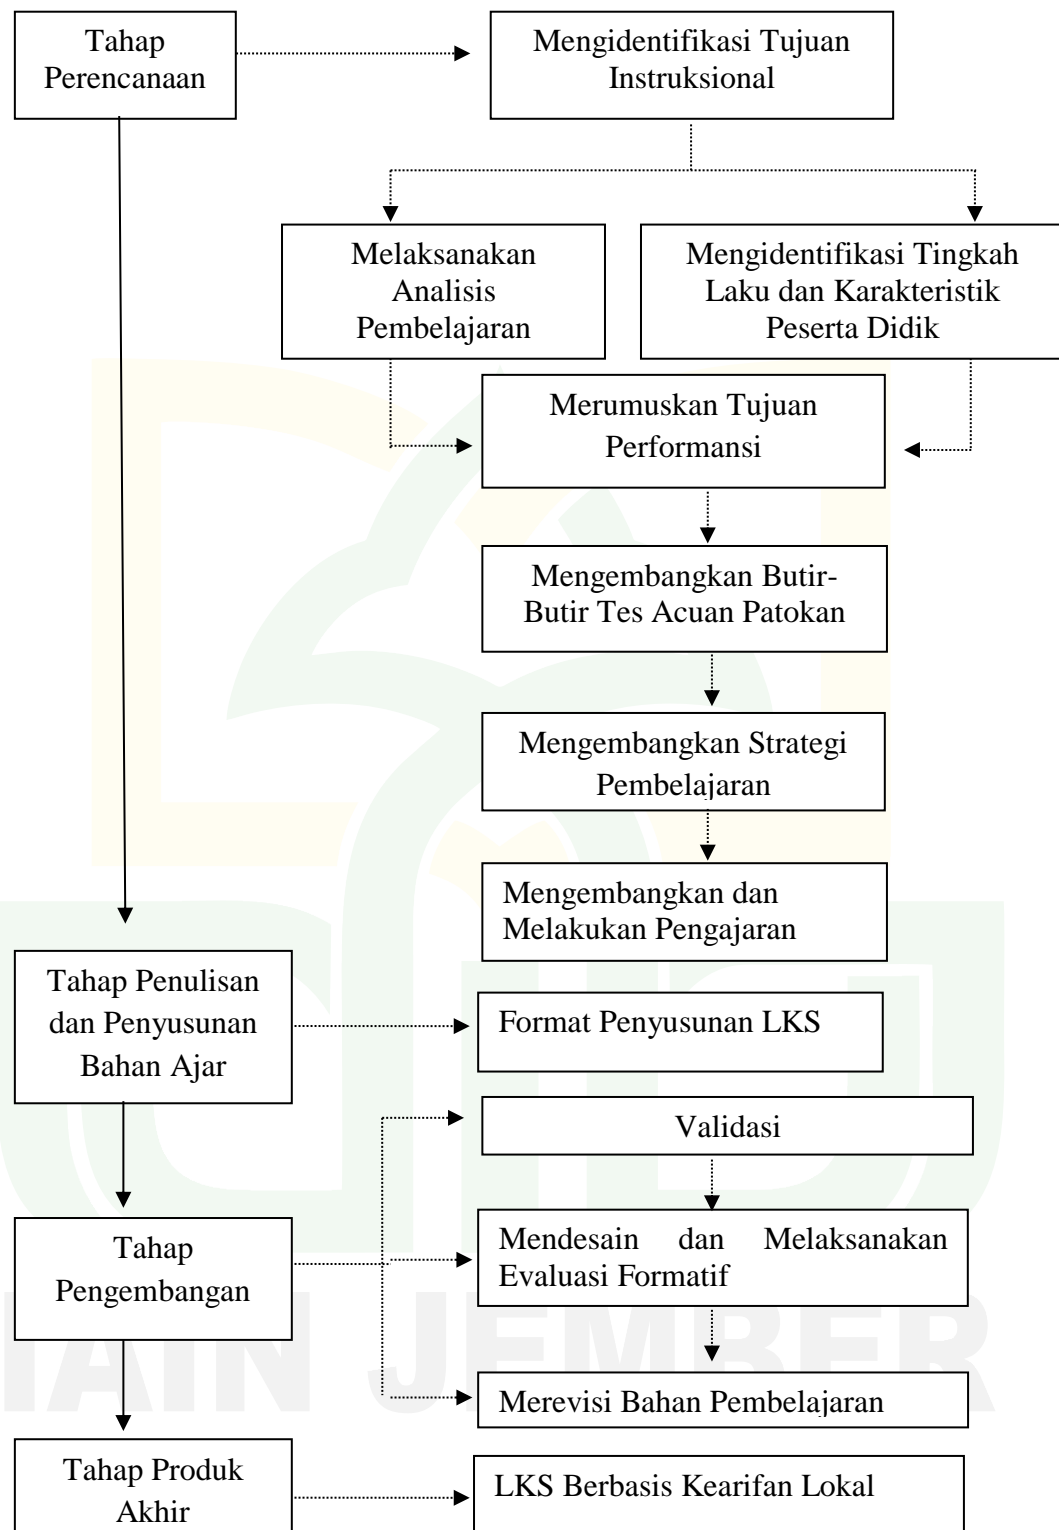 Tahap
Perencanaan
Mengidentifikasi Tujuan
Instruksional
Melaksanakan
Analisis
Pembelajaran
Mengidentifikasi Tingkah
Laku dan Karakteristik
Peserta Didik
Merumuskan Tujuan
Performansi
Mengembangkan Butir-
Butir Tes Acuan Patokan
Mengembangkan Strategi
Pembelajaran
Mengembangkan dan
Melakukan Pengajaran
Tahap Penulisan
dan Penyusunan
Bahan Ajar
Format Penyusunan LKS
Validasi
Tahap
Pengembangan
Mendesain dan Melaksanakan
Evaluasi Formatif
IAIN JEMBER
Merevisi Bahan Pembelajaran
Tahap Produk
Akhir
LKS Berbasis Kearifan Lokal